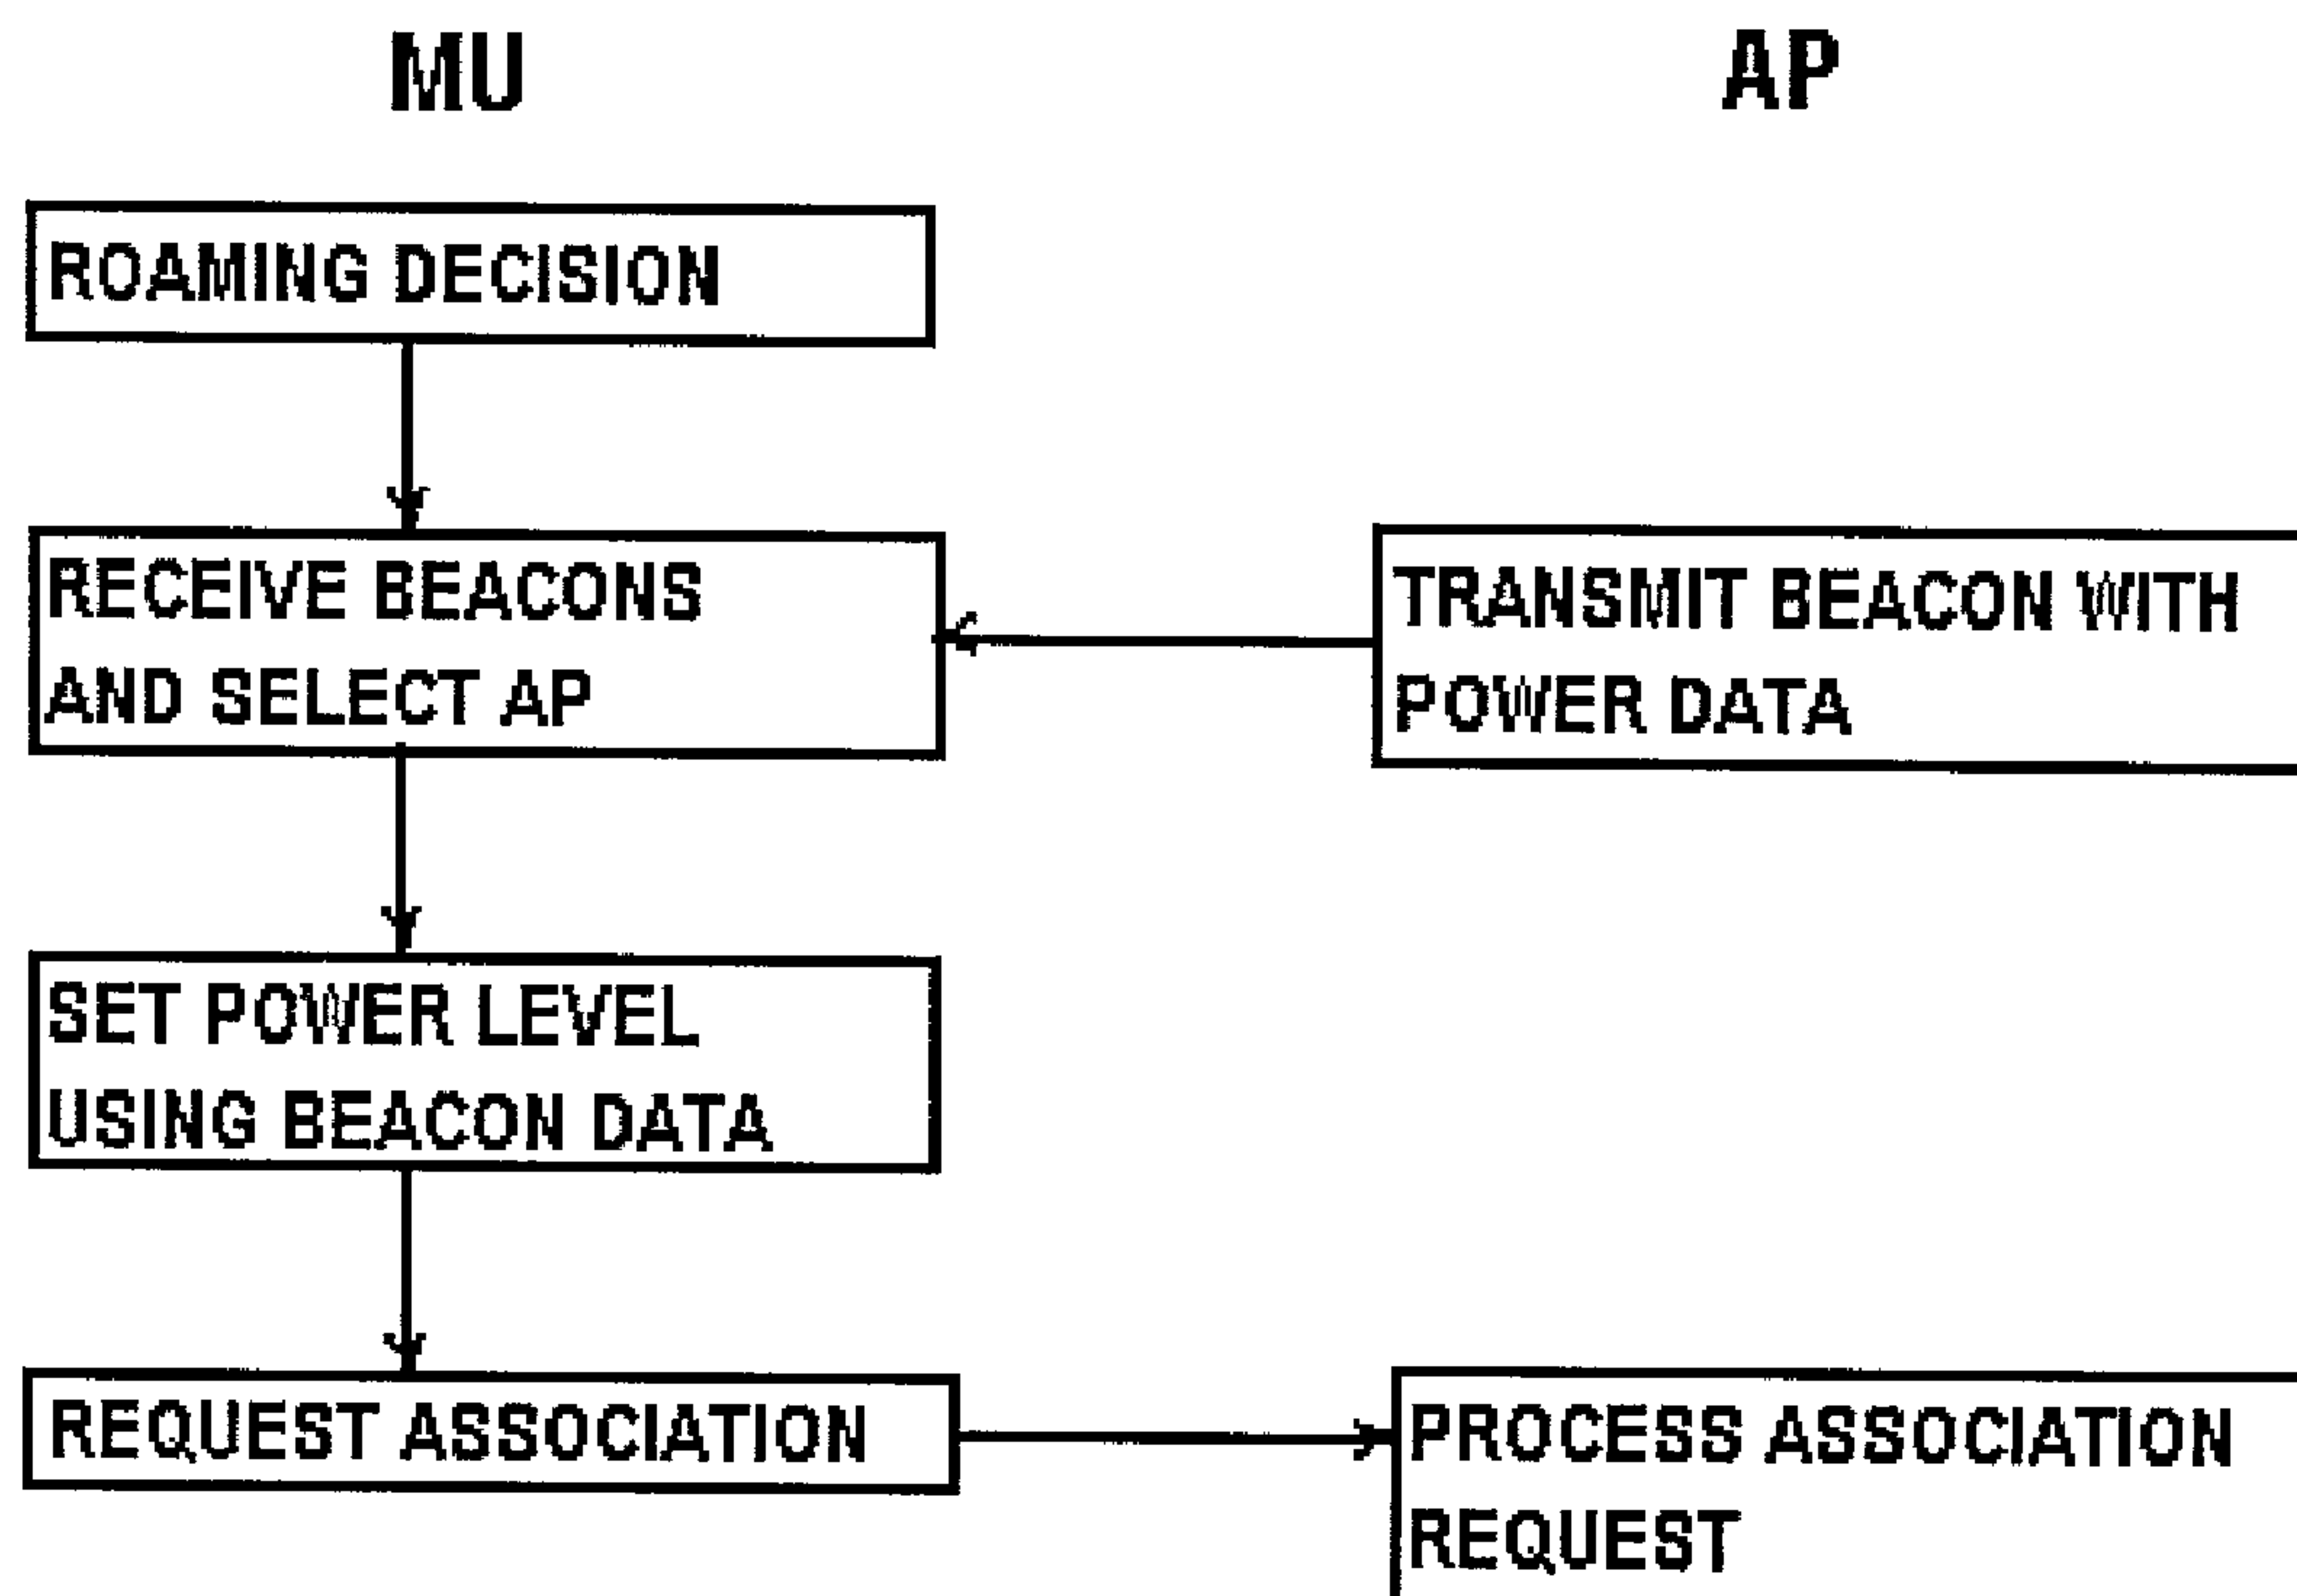 MU
AP
ROAMING DECISION
RECEIVE BEACONS
AND SELECT AP
TRANSMIT BEACON WITH
POWER DATA
SET POWER LEVEL
USING BEACON DATA
REQUEST ASSOCIATION
PROCESS ASSOCIATION
REQUEST